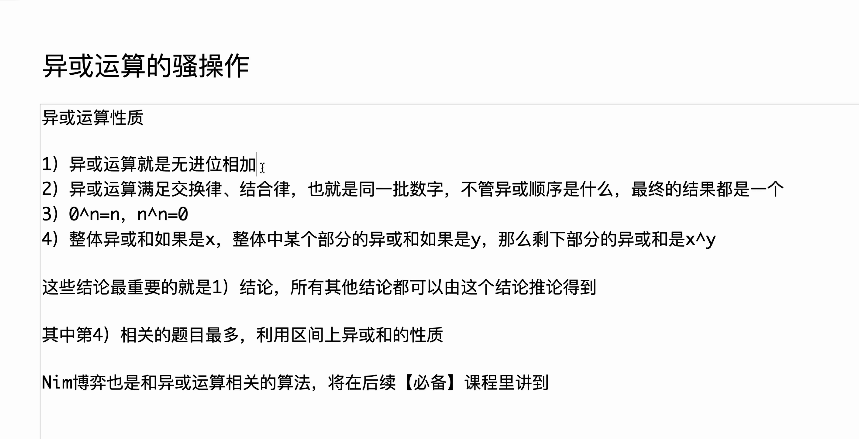 异或运算的骚操作
异或运算性质
1）异或运算就是无进位相加
2）异或运算满足交换律、结合律，也就是同一批数字，不管异或顺序是什么，最终的结果都是一个
3）0^n=n，n^n=0
4）整体异或和如果是x，整体中某个部分的异或和如果是y，那么剩下部分的异或和是x^y
这些结论最重要的就是1）结论，所有其他结论都可以由这个结论推论得到
其中第4）相关的题目最多，利用区间上异或和的性质
Nim博弈也是和异或运算相关的算法，将在后续【必备】课程里讲到